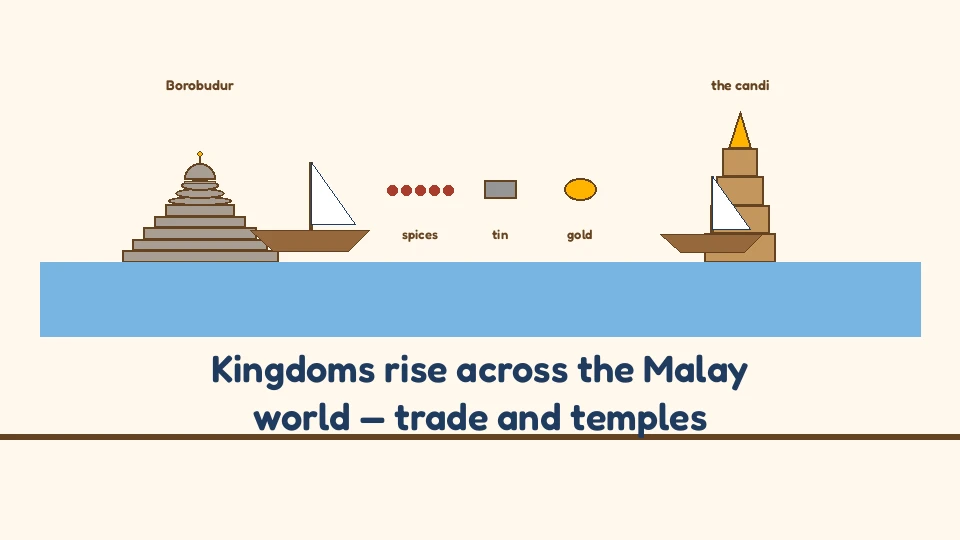 Borobudur
the candi
spices
tin
gold
Kingdoms rise across the Malay
world — trade and temples